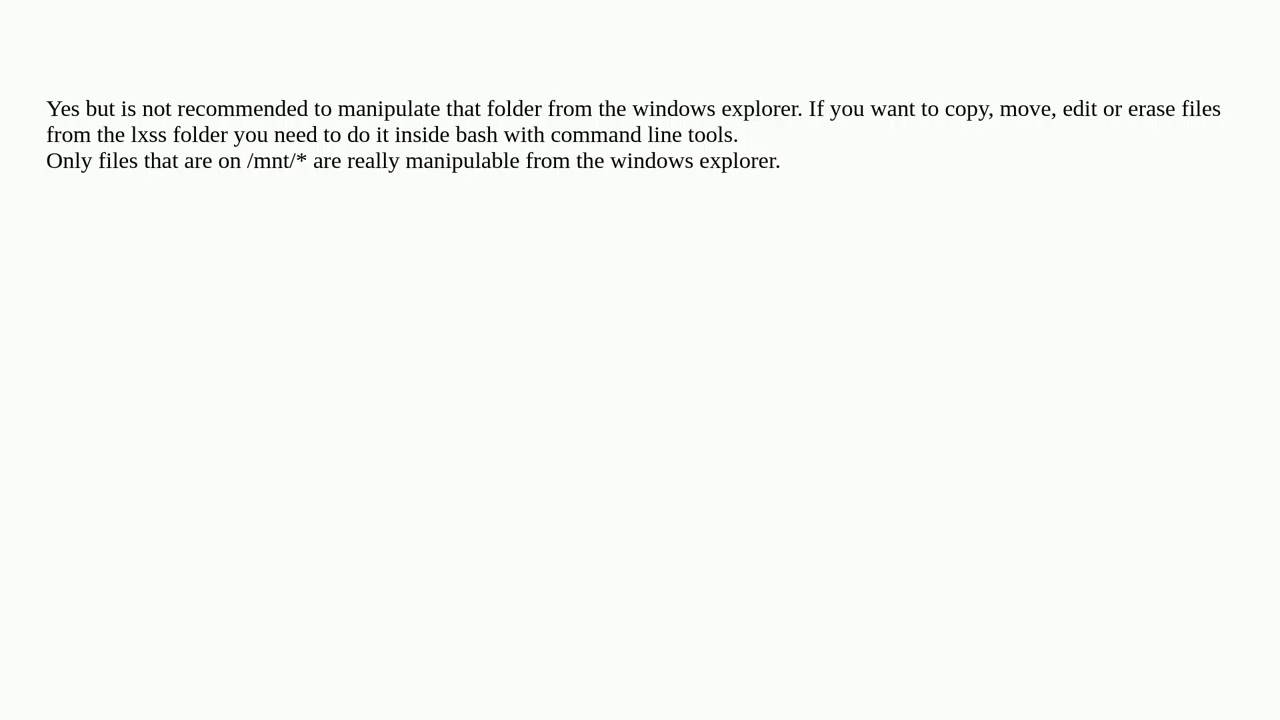 Yes but is not recommended to manipulate that folder from the windows explorer. If you want to copy, move, edit or erase files
from the lxss folder you need to do it inside bash with command line tools.
Only files that are on /mnt/* are really manipulable from the windows explorer.